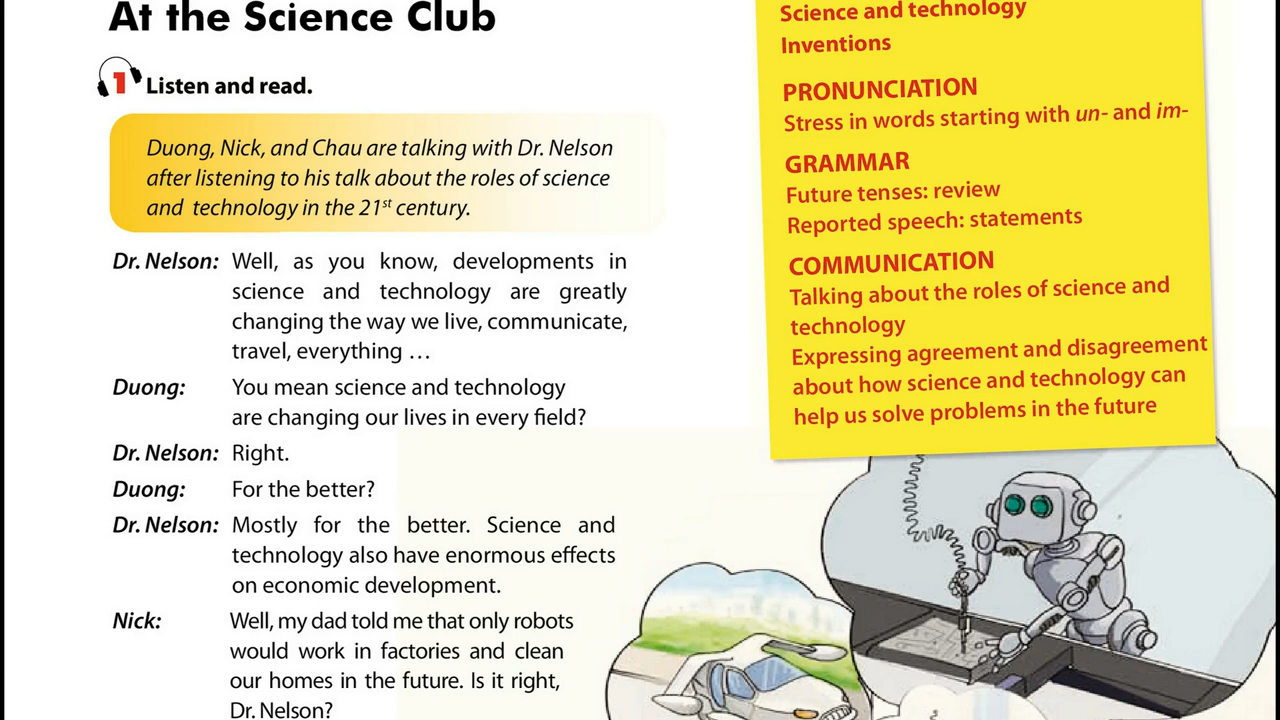 At the Science Club
1 Listen and read.
Duong, Nick, and Chau are talking with Dr. Nelson
after listening to his talk about the roles of science
and technology in the 21st century.
Dr. Nelson: Well, as you know, developments in
science and technology are greatly
changing the way we live, communicate,
travel, everything …
Duong: You mean science and technology
are changing our lives in every field?
Dr. Nelson: Right.
Duong: For the better?
Dr. Nelson: Mostly for the better. Science and
technology also have enormous effects
on economic development.
Nick: Well, my dad told me that only robots
would work in factories and clean
our homes in the future. Is it right,
Dr. Nelson?
Science and technology
Inventions
PRONUNCIATION
Stress in words starting with un- and im-
GRAMMAR
Future tenses: review
Reported speech: statements
COMMUNICATION
Talking about the roles of science and
technology
Expressing agreement and disagreement
about how science and technology can
help us solve problems in the future